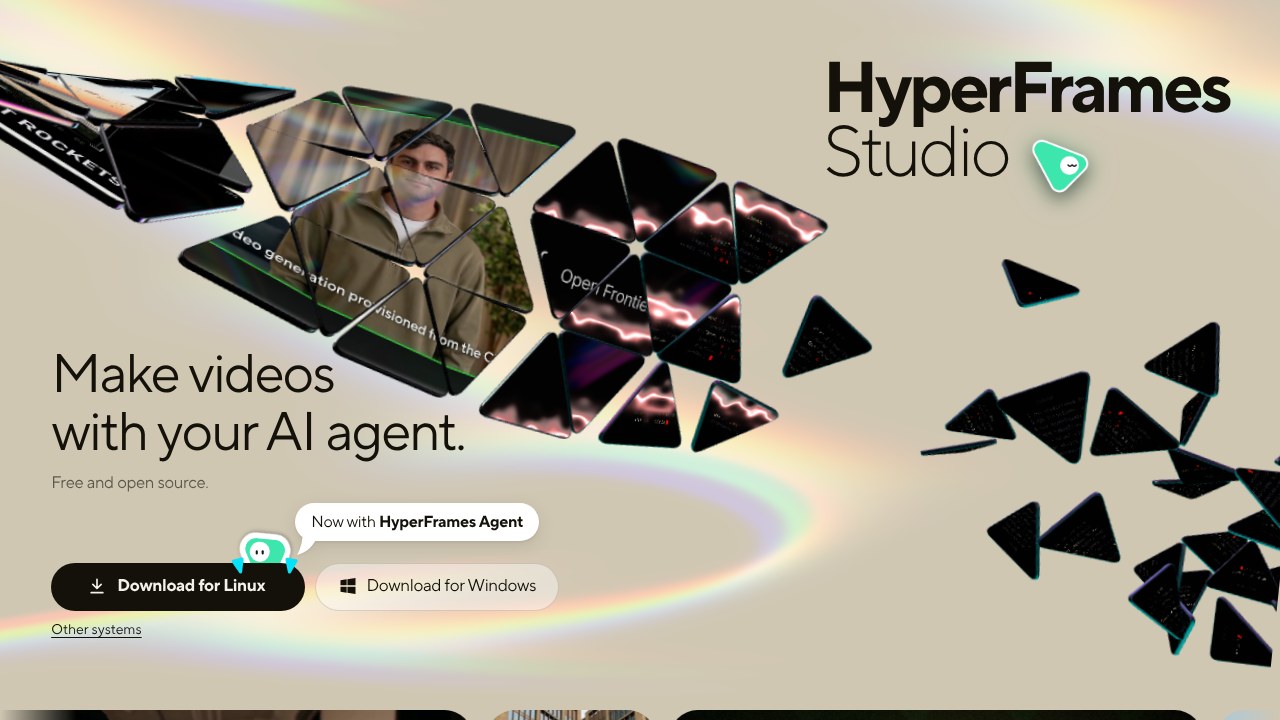 HyperFrames
Studio
T ROCKETS
deo generation provisioned from the C
Open Frontie
Make videos
with your AI agent.
Free and open source.
Now with HyperFrames Agent
Download for Linux
Download for Windows
Other systems